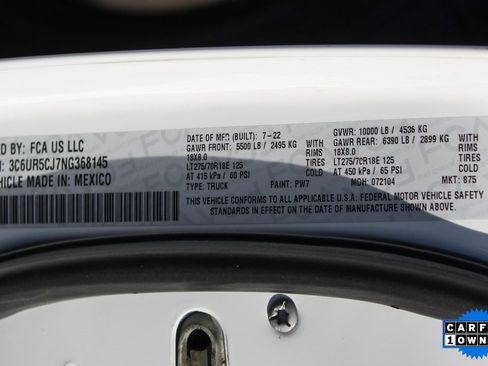 ED BY: FCA US LLC
3C6UR5CJ7NG368145
VEHICLE MADE IN: MEXICO
DATE OF MFR (BUILT): 7-22
GAWR FRONT: 5500 LB / 2495 KG WITH
18X8.0 RIMS
LT275/70R18E 125 TIRES
AT 415 kPa / 60 PSI COLD
TYPE: TRUCK PAINT: PW7
GVWR: 10000 LB / 4536 KG
GAWR REAR: 6390 LB / 2899 KG WITH
18X8.0 RIMS
LT275/70R18E 125 TIRES
AT 450 kPa / 65 PSI COLD
MDH: 072104 MKT: 875
THIS VEHICLE CONFORMS TO ALL APPLICABLE U.S.A. FEDERAL MOTOR VEHICLE SAFETY
STANDARDS IN EFFECT ON THE DATE OF MANUFACTURE SHOWN ABOVE.
CARF
1 OWN